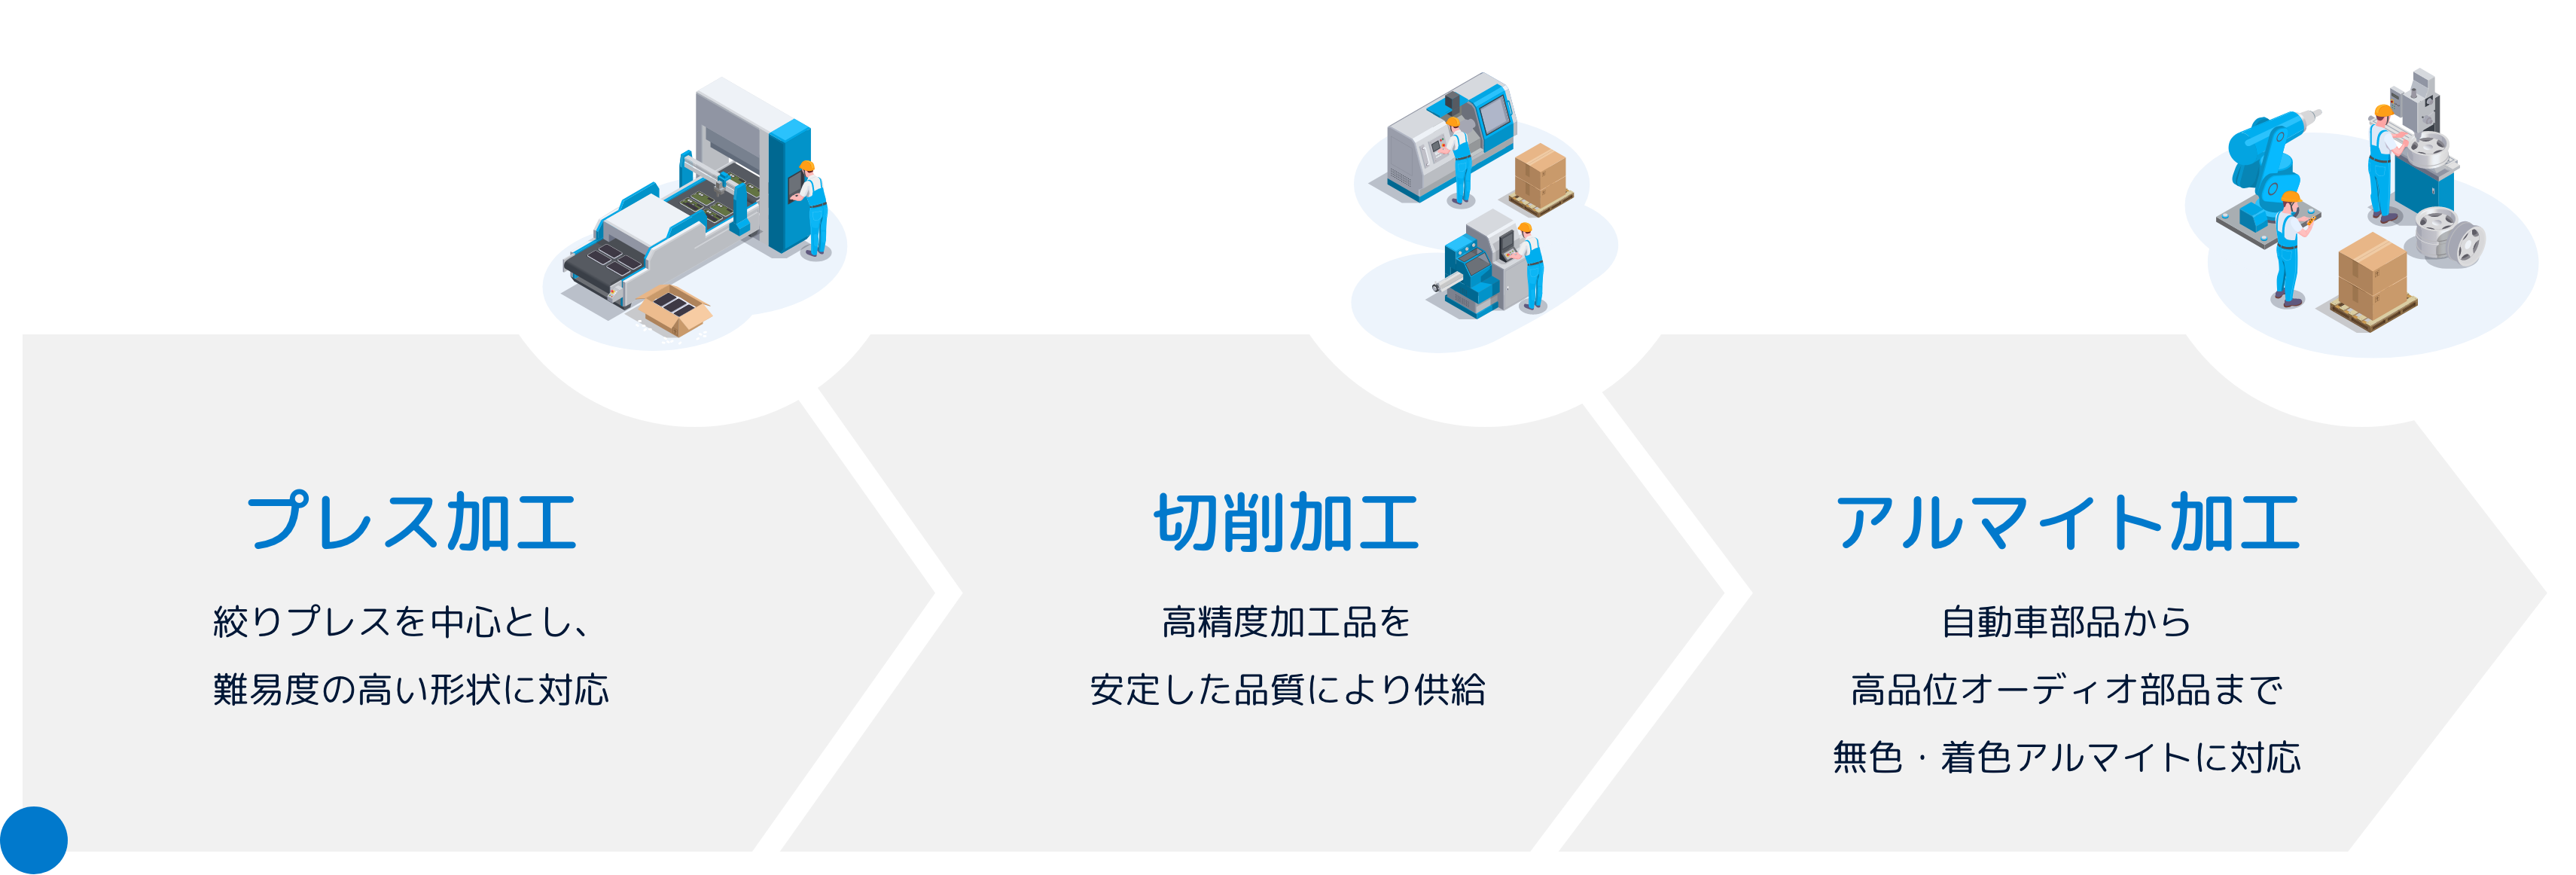 プレス加工
絞りプレスを中心とし、
難易度の高い形状に対応
切削加工
高精度加工品を
安定した品質により供給
アルマイト加工
自動車部品から
高品位オーディオ部品まで
無色・着色アルマイトに対応